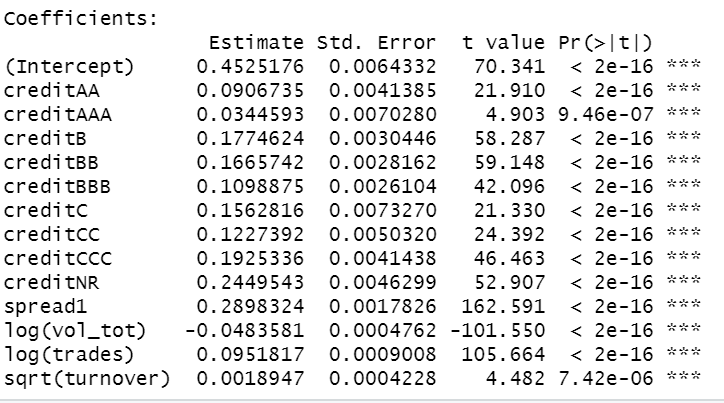 Coefficients:
Estimate Std. Error t value Pr(>|t|)
(Intercept) 0.4525176 0.0064332 70.341 < 2e-16 ***
creditAA 0.0906735 0.0041385 21.910 < 2e-16 ***
creditAAA 0.0344593 0.0070280 4.903 9.46e-07 ***
creditB 0.1774624 0.0030446 58.287 < 2e-16 ***
creditBB 0.1665742 0.0028162 59.148 < 2e-16 ***
creditBBB 0.1098875 0.0026104 42.096 < 2e-16 ***
creditC 0.1562816 0.0073270 21.330 < 2e-16 ***
creditCC 0.1227392 0.0050320 24.392 < 2e-16 ***
creditCCC 0.1925336 0.0041438 46.463 < 2e-16 ***
creditNR 0.2449543 0.0046299 52.907 < 2e-16 ***
spread1 0.2898324 0.0017826 162.591 < 2e-16 ***
log(vol_tot) -0.0483581 0.0004762 -101.550 < 2e-16 ***
log(trades) 0.0951817 0.0009008 105.664 < 2e-16 ***
sqrt(turnover) 0.0018947 0.0004228 4.482 7.42e-06 ***